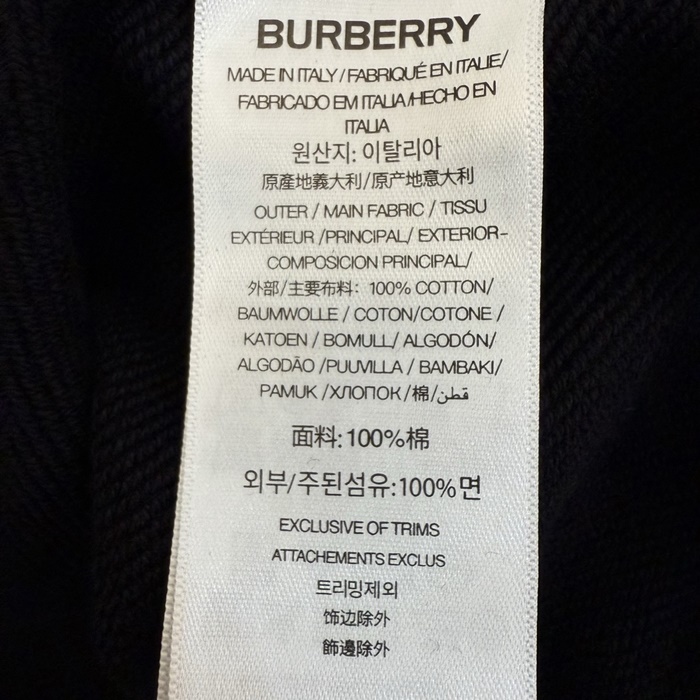 BURBERRY
MADE IN ITALY/FABRIQUÉ EN ITALIE/
FABRICADO EM ITALIA/HECHO EN
ITALIA
원산지: 이탈리아
原產地義大利/原产地意大利
OUTER / MAIN FABRIC / TISSU
EXTÉRIEUR /PRINCIPAL/ EXTERIOR-
COMPOSICION PRINCIPAL/
外部/主要布料: 100% COTTON/
BAUMWOLLE / COTON/COTONE /
KATOEN / BOMULL/ ALGODÓN/
ALGODÃO /PUUVILLA / BAMBAKI/
PAMUK /ХЛОПОК/棉/قطن
面料:100%棉
외부/주된섬유:100%면
EXCLUSIVE OF TRIMS
ATTACHEMENTS EXCLUS
트리밍제외
饰边除外
飾邊除外